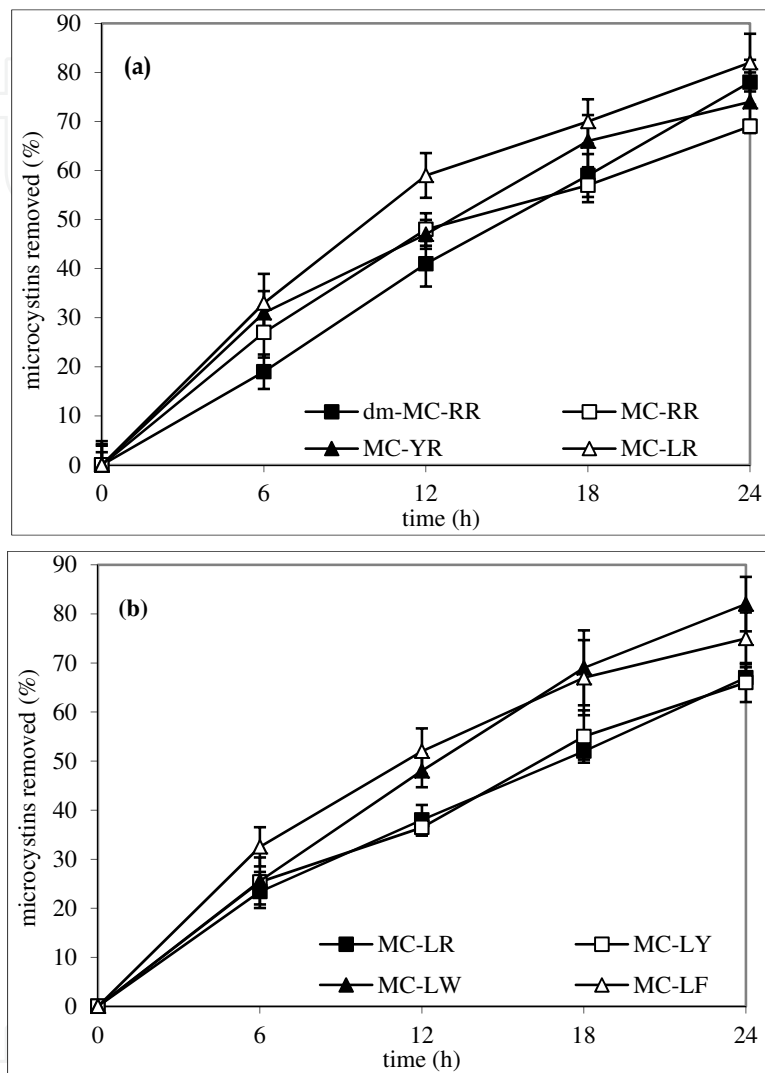 90
(a)
80
70
60
50
40
30
20
10
0
microcystins removed (%)
dm-MC-RR MC-RR
MC-YR MC-LR
0 6 12 18 24
time (h)
90
(b)
80
70
60
50
40
30
20
10
0
microcystins removed (%)
MC-LR MC-LY
MC-LW MC-LF
0 6 12 18 24
time (h)